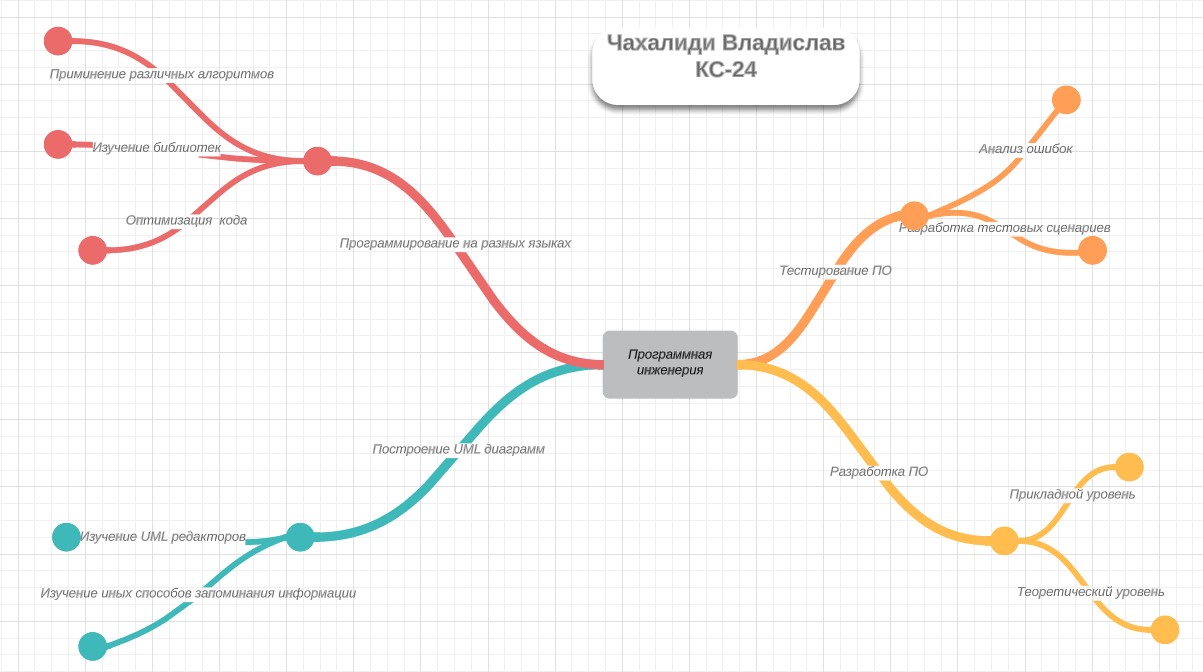 Чахалиди Владислав
КС-24
Приминение различных алгоритмов
Изучение библиотек
Оптимизация кода
Программирование на разных языках
Анализ ошибок
Разработка тестовых сценариев
Тестирование ПО
Программная
инженерия
Построение UML диаграмм
Изучение UML редакторов
Изучение иных способов запоминания информации
Разработка ПО
Прикладной уровень
Теоретический уровень